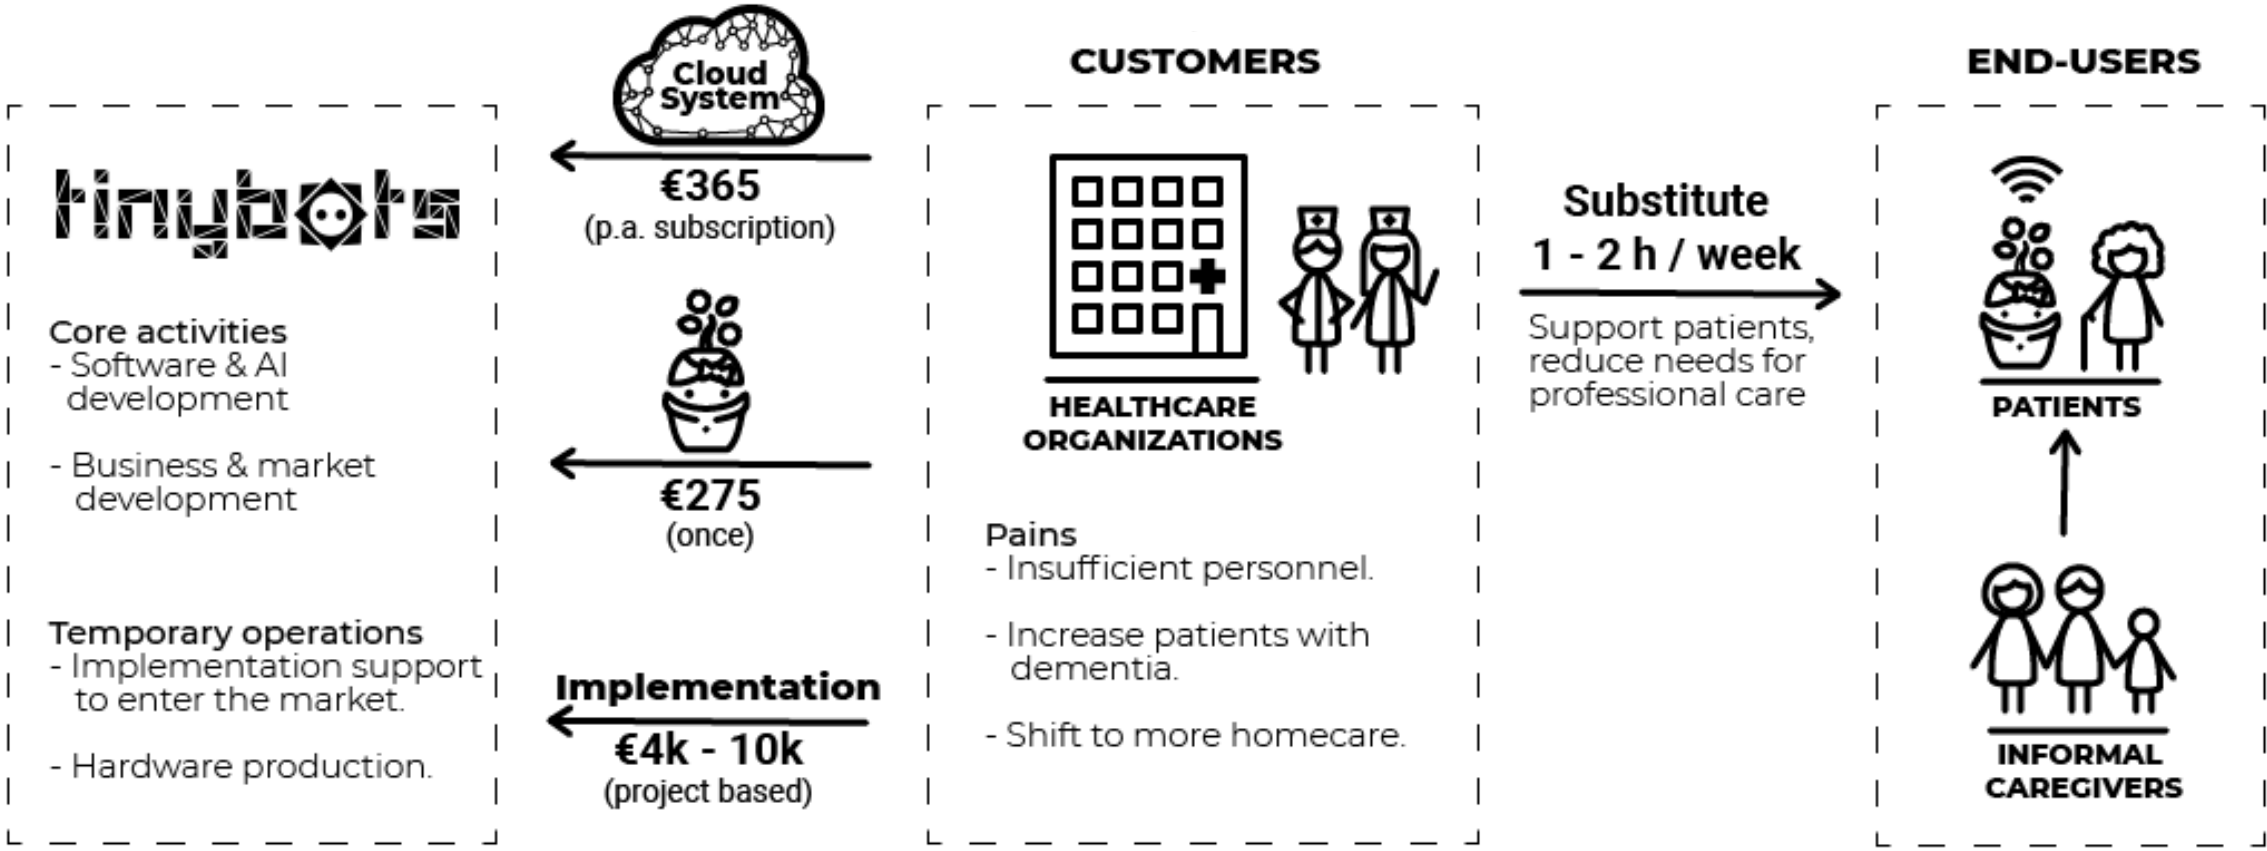 tinybots
Core activities
- Software & AI
development
- Business & market
development
Temporary operations
- Implementation support
to enter the market.
- Hardware production.
Cloud
System
€365
(p.a. subscription)
€275
(once)
Implementation
€4k - 10k
(project based)
CUSTOMERS
HEALTHCARE
ORGANIZATIONS
Pains
- Insufficient personnel.
- Increase patients with
dementia.
- Shift to more homecare.
Substitute
1 - 2 h / week
Support patients,
reduce needs for
professional care
END-USERS
PATIENTS
INFORMAL
CAREGIVERS